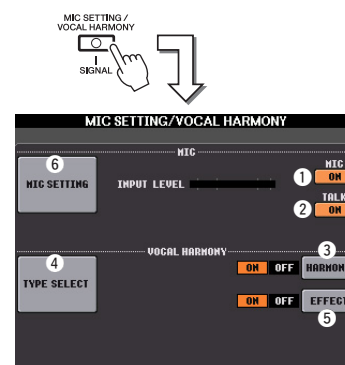 MIC SETTING /
VOCAL HARMONY
SIGNAL
MIC SETTING/VOCAL HARMONY
MIC
6
MIC SETTING
INPUT LEVEL
MIC
1 ON
TALK
2 ON
VOCAL HARMONY
4
TYPE SELECT
3
ON OFF HARMON
ON OFF EFFECT
5